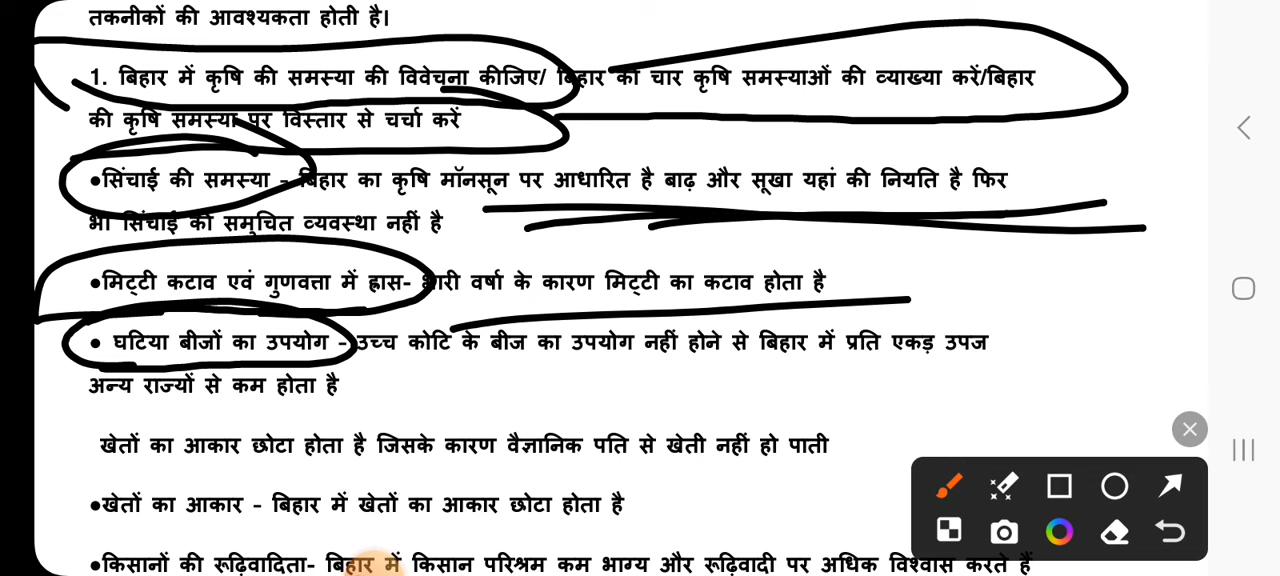 तकनीकों की आवश्यकता होती है।
1. बिहार में कृषि की समस्या की विवेचना कीजिए/ बिहार की चार कृषि समस्याओं की व्याख्या करें/बिहार
की कृषि समस्या पर विस्तार से चर्चा करें
●सिंचाई की समस्या - बिहार का कृषि मॉनसून पर आधारित है बाढ़ और सूखा यहां की नियति है फिर
भी सिंचाई की समुचित व्यवस्था नहीं है
●मिट्टी कटाव एवं गुणवत्ता में ह्रास- भारी वर्षा के कारण मिट्टी का कटाव होता है
● घटिया बीजों का उपयोग - उच्च कोटि के बीज का उपयोग नहीं होने से बिहार में प्रति एकड़ उपज
अन्य राज्यों से कम होता है
खेतों का आकार छोटा होता है जिसके कारण वैज्ञानिक पति से खेती नहीं हो पाती
●खेतों का आकार - बिहार में खेतों का आकार छोटा होता है
●किसानों की रूढ़िवादिता- बिहार में किसान परिश्रम कम भाग्य और रूढ़िवादी पर अधिक विश्वास करते हैं